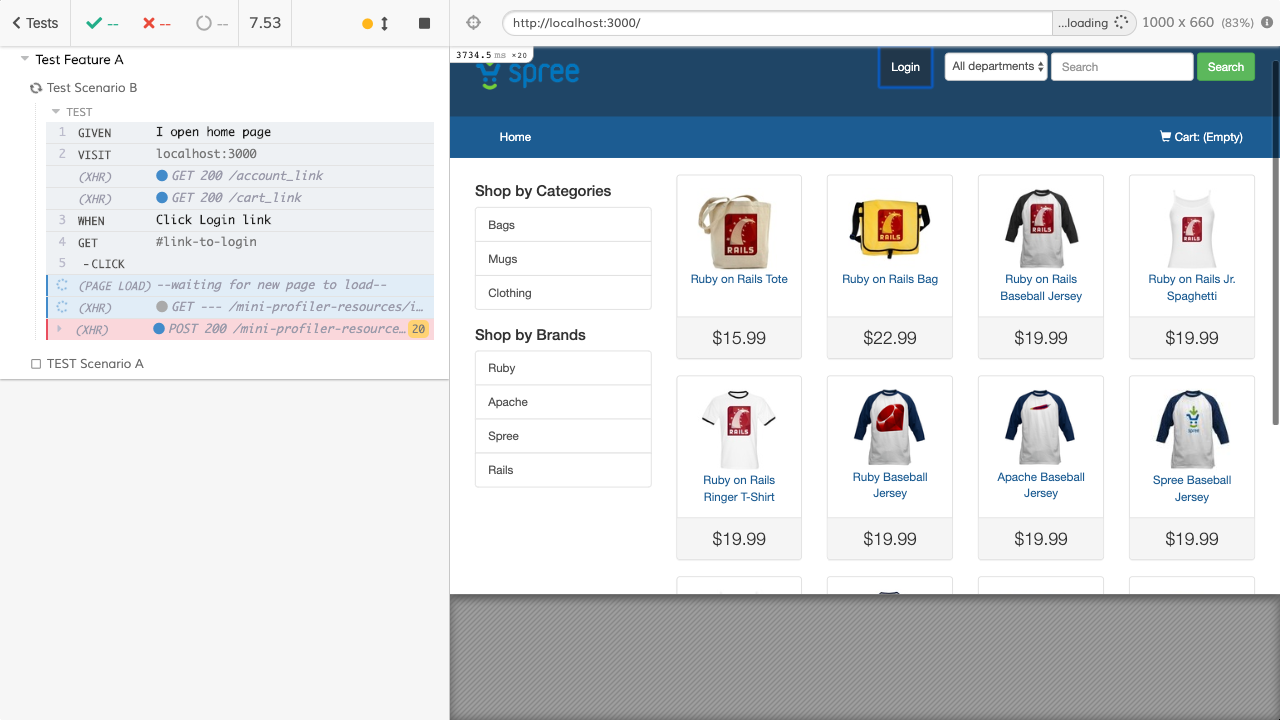 Tests
--
--
--
7.53
http://localhost:3000/
...loading
1000 x 660 (83%)
Test Feature A
Test Scenario B
TEST
1 GIVEN I open home page
2 VISIT localhost:3000
(XHR) GET 200 /account_link
(XHR) GET 200 /cart_link
3 WHEN Click Login link
4 GET #link-to-login
5 -CLICK
(PAGE LOAD) --waiting for new page to load--
(XHR) GET --- /mini-profiler-resources/i...
(XHR) POST 200 /mini-profiler-resource... 20
TEST Scenario A
3734.5 ms ×20
spree
Login
All departments
Search
Search
Home
Cart: (Empty)
Shop by Categories
Bags
Mugs
Clothing
Shop by Brands
Ruby
Apache
Spree
Rails
RAILS
Ruby on Rails Tote
$15.99
RAILS
Ruby on Rails Bag
$22.99
RAILS
Ruby on Rails
Baseball Jersey
$19.99
RAILS
Ruby on Rails Jr.
Spaghetti
$19.99
RAILS
Ruby on Rails
Ringer T-Shirt
$19.99
Ruby Baseball
Jersey
$19.99
Apache Baseball
Jersey
$19.99
spree
Spree Baseball
Jersey
$19.99